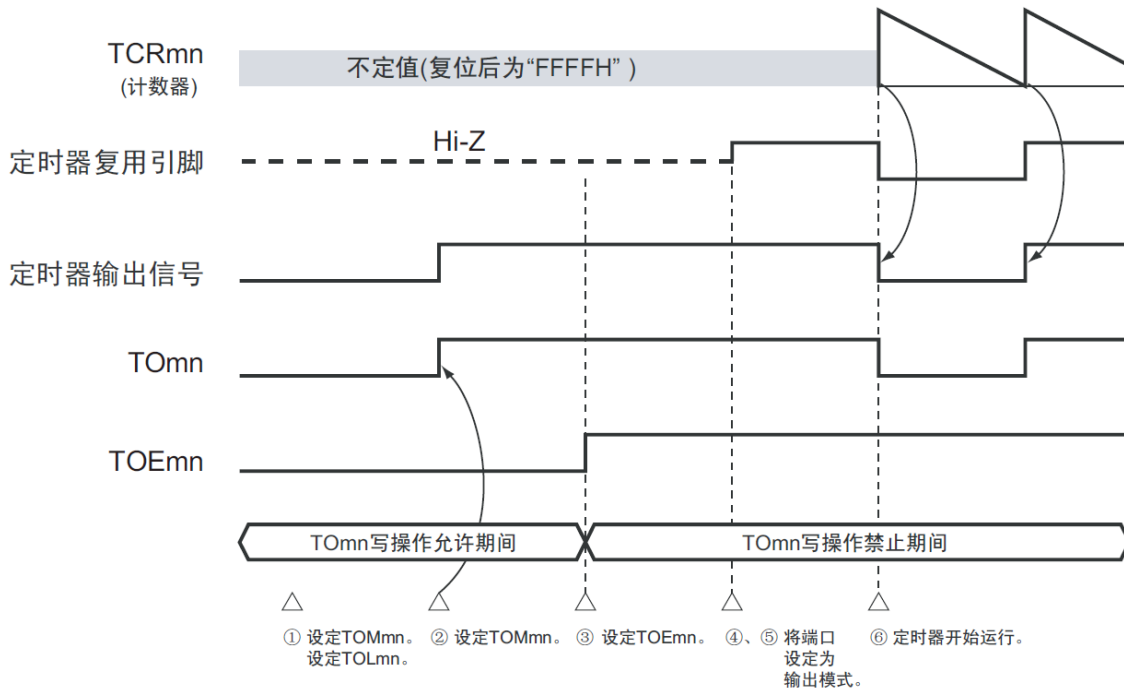 TCRmn
(计数器)
不定值(复位后为“FFFFH” )
定时器复用引脚
Hi-Z
定时器输出信号
TOmn
TOEmn
TOmn写操作允许期间
TOmn写操作禁止期间
① 设定TOMmn。
设定TOLmn。
② 设定TOMmn。
③ 设定TOEmn。
④、⑤ 将端口
设定为
输出模式。
⑥ 定时器开始运行。